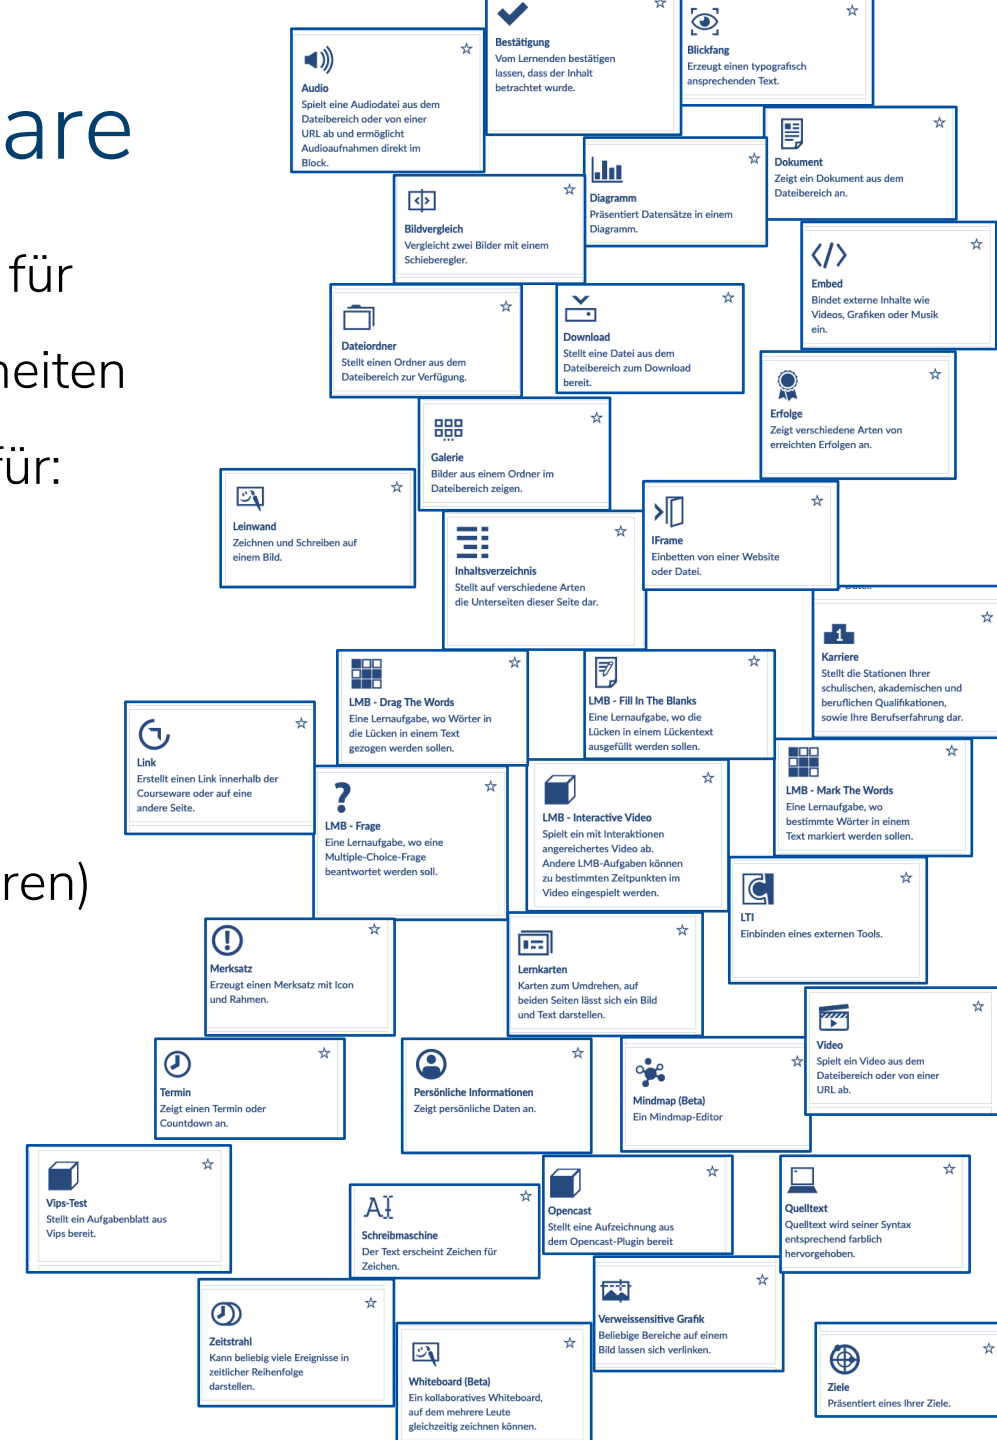 are
für
neiten
für:
ren)
Bestätigung
Vom Lernenden bestätigen
lassen, dass der Inhalt
betrachtet wurde.
Blickfang
Erzeugt einen typografisch
ansprechenden Text.
Audio
Spielt eine Audiodatei aus dem
Dateibereich oder von einer
URL ab und ermöglicht
Audioaufnahmen direkt im
Block.
Dokument
Zeigt ein Dokument aus dem
Dateibereich an.
Diagramm
Präsentiert Datensätze in einem
Diagramm.
Bildvergleich
Vergleicht zwei Bilder mit einem
Schieberegler.
Embed
Bindet externe Inhalte wie
Videos, Grafiken oder Musik
ein.
Dateiordner
Stellt einen Ordner aus dem
Dateibereich zur Verfügung.
Download
Stellt eine Datei aus dem
Dateibereich zum Download
bereit.
Erfolge
Zeigt verschiedene Arten von
erreichten Erfolgen an.
Galerie
Bilder aus einem Ordner im
Dateibereich zeigen.
Leinwand
Zeichnen und Schreiben auf
einem Bild.
IFrame
Einbetten von einer Website
oder Datei.
Inhaltsverzeichnis
Stellt auf verschiedene Arten
die Unterseiten dieser Seite dar.
Karriere
Stellt die Stationen Ihrer
schulischen, akademischen und
beruflichen Qualifikationen,
sowie Ihre Berufserfahrung dar.
LMB - Drag The Words
Eine Lernaufgabe, wo Wörter in
die Lücken in einem Text
gezogen werden sollen.
LMB - Fill In The Blanks
Eine Lernaufgabe, wo die
Lücken in einem Lückentext
ausgefüllt werden sollen.
Link
Erstellt einen Link innerhalb der
Courseware oder auf eine
andere Seite.
LMB - Mark The Words
Eine Lernaufgabe, wo
bestimmte Wörter in einem
Text markiert werden sollen.
LMB - Frage
Eine Lernaufgabe, wo eine
Multiple-Choice-Frage
beantwortet werden soll.
LMB - Interactive Video
Spielt ein mit Interaktionen
angereichertes Video ab.
Andere LMB-Aufgaben können
zu bestimmten Zeitpunkten im
Video eingespielt werden.
LTI
Einbinden eines externen Tools.
Merksatz
Erzeugt einen Merksatz mit Icon
und Rahmen.
Lernkarten
Karten zum Umdrehen, auf
beiden Seiten lässt sich ein Bild
und Text darstellen.
Video
Spielt ein Video aus dem
Dateibereich oder von einer
URL ab.
Termin
Zeigt einen Termin oder
Countdown an.
Persönliche Informationen
Zeigt persönliche Daten an.
Mindmap (Beta)
Ein Mindmap-Editor
Vips-Test
Stellt ein Aufgabenblatt aus
Vips bereit.
Schreibmaschine
Der Text erscheint Zeichen für
Zeichen.
Opencast
Stellt eine Aufzeichnung aus
dem Opencast-Plugin bereit
Quelltext
Quelltext wird seiner Syntax
entsprechend farblich
hervorgehoben.
Zeitstrahl
Kann beliebig viele Ereignisse in
zeitlicher Reihenfolge
darstellen.
Verweissensitive Grafik
Beliebige Bereiche auf einem
Bild lassen sich verlinken.
Whiteboard (Beta)
Ein kollaboratives Whiteboard,
auf dem mehrere Leute
gleichzeitig zeichnen können.
Ziele
Präsentiert eines Ihrer Ziele.